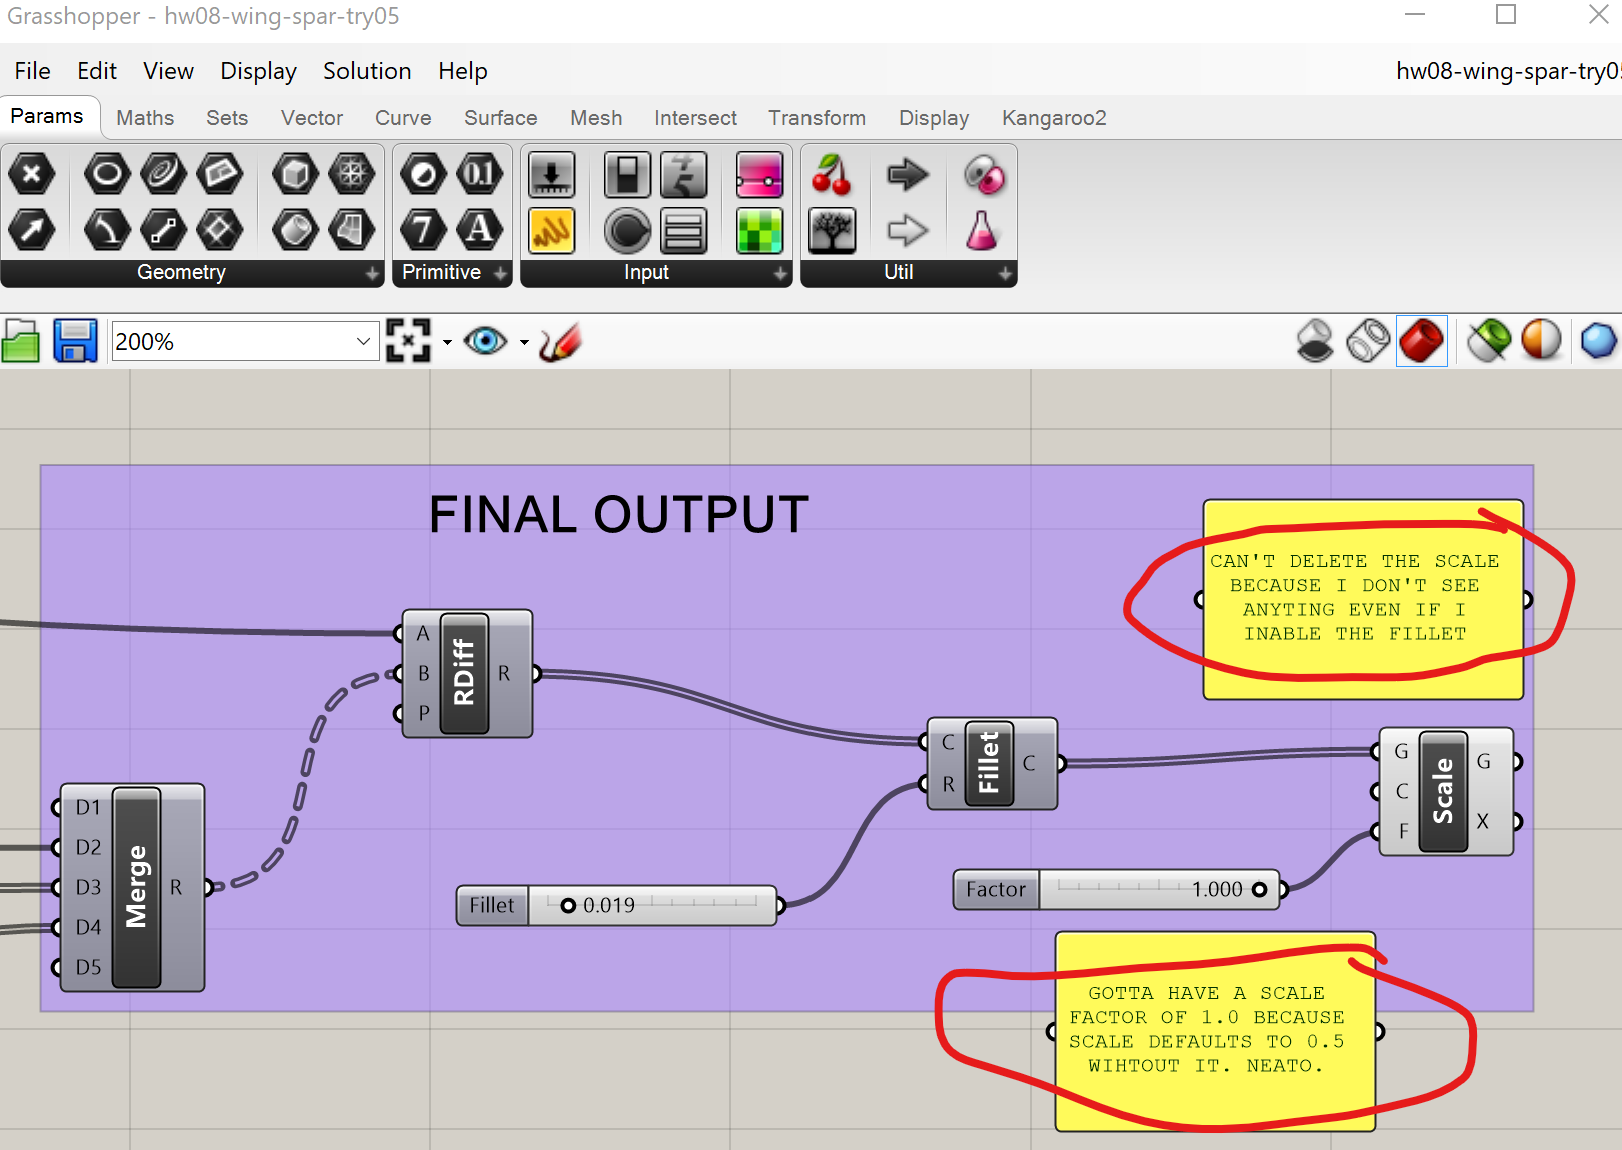 Grasshopper - hw08-wing-spar-try05
File Edit View Display Solution Help
hw08-wing-spar-try05
Params Maths Sets Vector Curve Surface Mesh Intersect Transform Display Kangaroo2
0.1
7 A
Geometry Primitive Input Util
200%
FINAL OUTPUT
CAN'T DELETE THE SCALE
BECAUSE I DON'T SEE
ANYTING EVEN IF I
INABLE THE FILLET
A
B
P
RDiff
R
C
R
Fillet
C
G
C
F
Scale
G
X
D1
D2
D3
D4
D5
Merge
R
Fillet 0.019
Factor 1.000
GOTTA HAVE A SCALE
FACTOR OF 1.0 BECAUSE
SCALE DEFAULTS TO 0.5
WIHTOUT IT. NEATO.